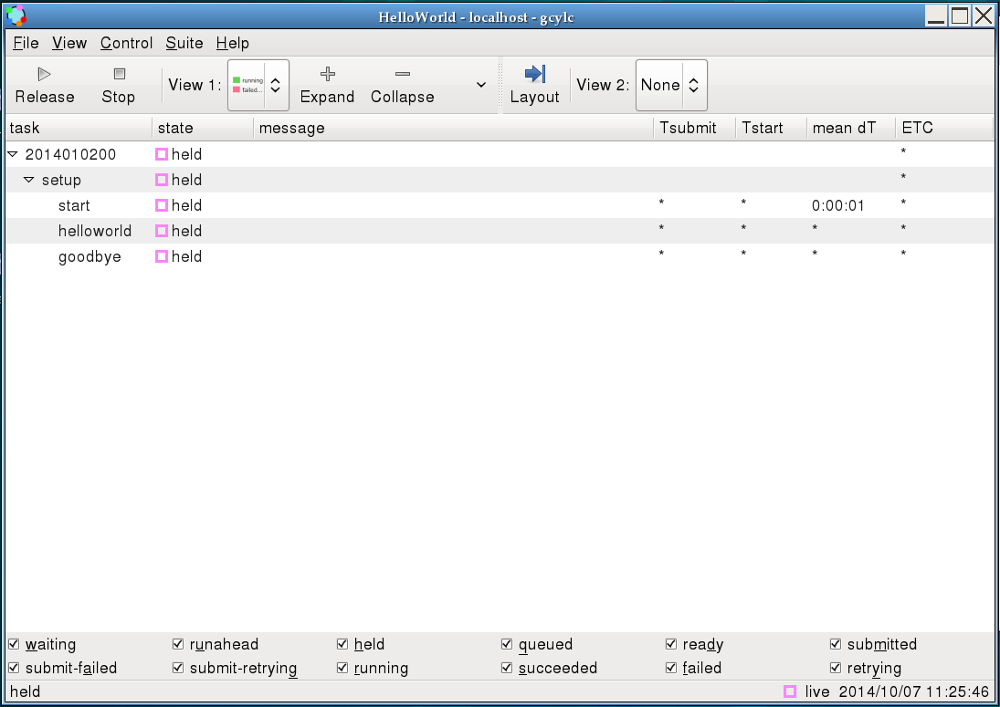 HelloWorld - localhost - gcylc
File View Control Suite Help
Release Stop View 1: running failed... Expand Collapse Layout View 2: None
task state message Tsubmit Tstart mean dT ETC
2014010200 held *
setup held *
start held * * 0:00:01 *
helloworld held * * * *
goodbye held * * * *
waiting runahead held queued ready submitted
submit-failed submit-retrying running succeeded failed retrying
held live 2014/10/07 11:25:46